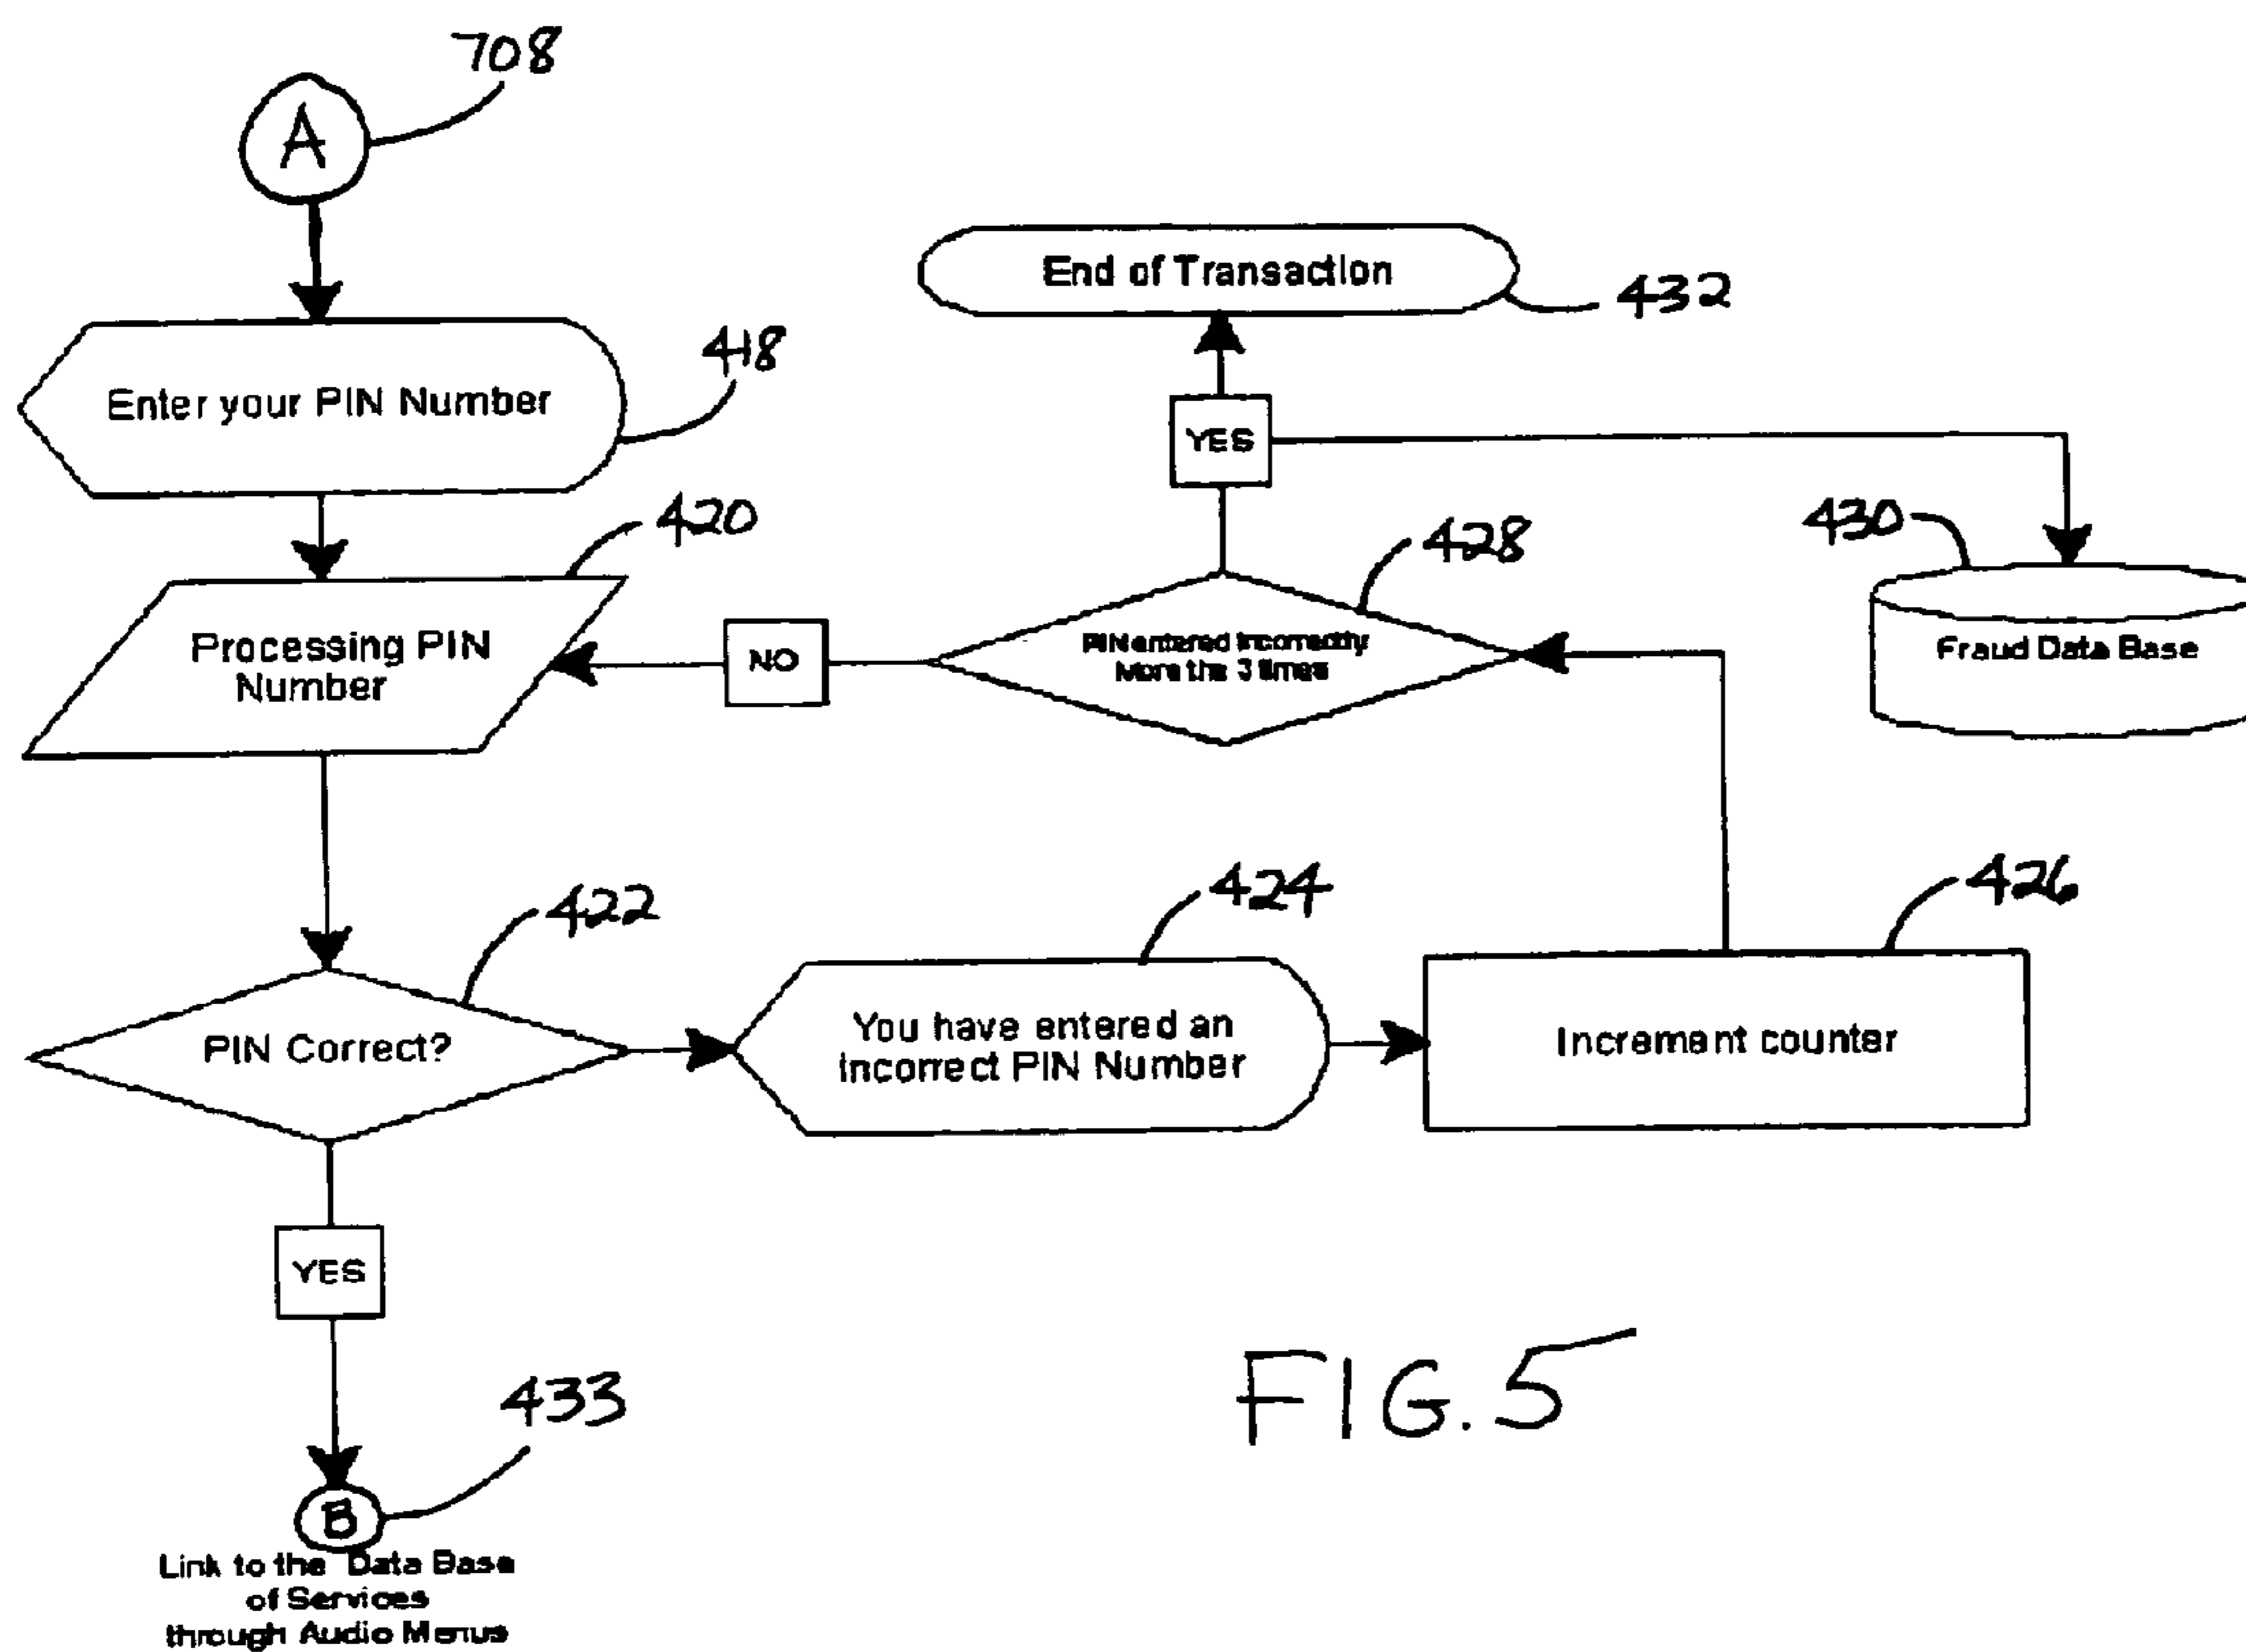 708
A
End of Transaction
432
418
Enter your PIN Number
YES
420
430
428
Processing PIN
Number
NO
PIN entered Incorrectly
More the 3 times
Fraud Data Base
422
424
426
PIN Correct?
You have entered an
Incorrect PIN Number
Increment counter
YES
433
FIG. 5
B
Link to the Data Base
of Services
through Audio Menus